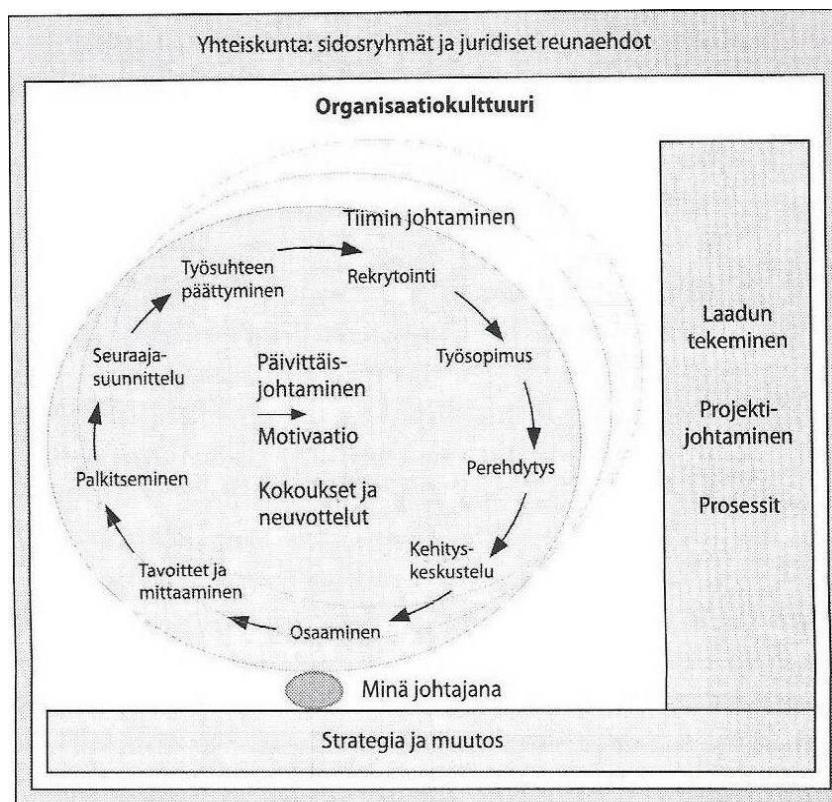 Yhteiskunta: sidosryhmät ja juridiset reunaehdot
Organisaatiokulttuuri
Tiimin johtaminen
Rekrytointi
Työsopimus
Perehdytys
Kehitys-
keskustelu
Osaaminen
Tavoittet ja
mittaaminen
Palkitseminen
Seuraaja-
suunnittelu
Työsuhteen
päättyminen
Päivittäis-
johtaminen
Motivaatio
Kokoukset ja
neuvottelut
Laadun
tekeminen
Projekti-
johtaminen
Prosessit
Minä johtajana
Strategia ja muutos